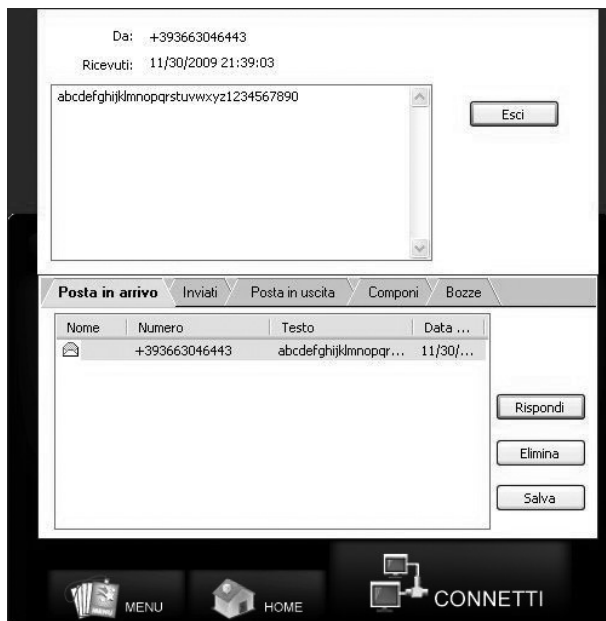 Da: +393663046443
Ricevuti: 11/30/2009 21:39:03
abcdefghijklmnopqrstuvwxyz1234567890
Esci
Posta in arrivo Inviati Posta in uscita Componi Bozze
Nome Numero Testo Data ...
+393663046443 abcdefghijklmnopqr... 11/30/...
Rispondi
Elimina
Salva
MENU HOME CONNETTI